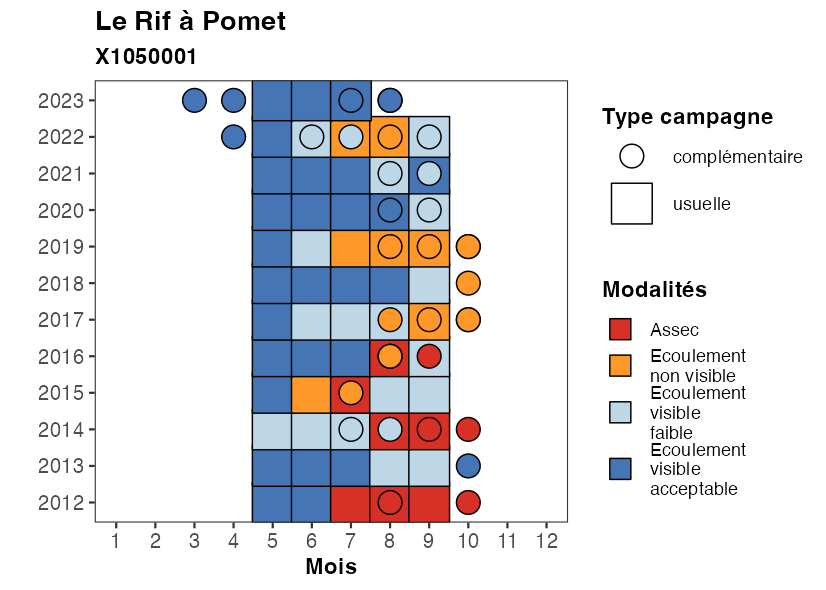 Le Rif à Pomet
X1050001
2023
2022
2021
2020
2019
2018
2017
2016
2015
2014
2013
2012
1 2 3 4 5 6 7 8 9 10 11 12
Mois
Type campagne
complémentaire
usuelle
Modalités
Assec
Ecoulement
non visible
Ecoulement
visible
faible
Ecoulement
visible
acceptable